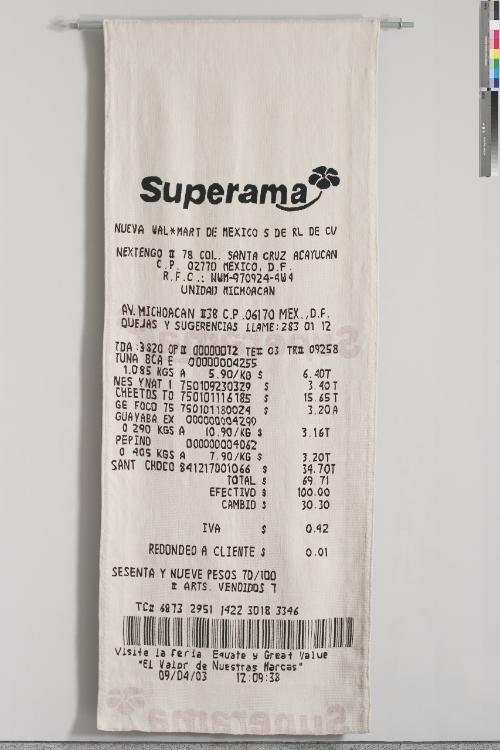 Superama
NUEVA WAL*MART DE MEXICO S DE RL DE CV
NEXTENGO # 78 COL. SANTA CRUZ ACAYUCAN
C.P. 02770 MEXICO, D.F.
R.F.C.: NWM-970924-4W4
UNIDAD MICHOACAN
AV. MICHOACAN #38 C.P.06170 MEX.,D.F.
QUEJAS Y SUGERENCIAS LLAME: 283 01 12
TDA :3820 OP# 00000072 TE# 03 TR# 09258
TUNA BCA E 00000004255
1.085 KGS A 5.90/KG $ 6.40T
NES YNAT 1 750109230329 3.40T
CHEETOS TO 750101116185 15.65T
GE FOCO 75 750101180024 3.20A
GUAYABA EX 00000004290
0 290 KGS A 10.90/KG $ 3.16T
PEPINO 000000004062
0 405 KGS A 7.90/KG $ 3.20T
SANT CHOCO 841217001066 $ 34.70T
TOTAL $ 69.71
EFECTIVO $ 100.00
CAMBIO $ 30.30
IVA $ 0.42
REDONDEO A CLIENTE $ 0.01
SESENTA Y NUEVE PESOS 70/100
# ARTS. VENDIDOS 7
TC# 6873 2951 1422 3018 3346
Visite la feria Equate y Great Value
"El Valor de Nuestras Marcas"
09/04/03 12:09:38
Superama